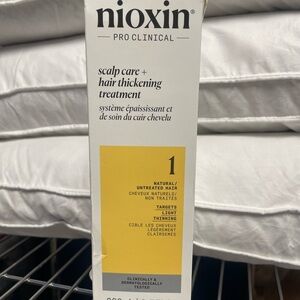 nioxin®
PRO CLINICAL
scalp care +
hair thickening
treatment
système épaississant et
de soin du cuir chevelu
1
NATURAL/
UNTREATED HAIR
CHEVEUX NATURELS/
NON TRAITÉS
TARGETS
LIGHT
THINNING
CIBLE LES CHEVEUX
LÉGÈREMENT
CLAIRSEMÉS
CLINICALLY &
DERMATOLOGICALLY
TESTED